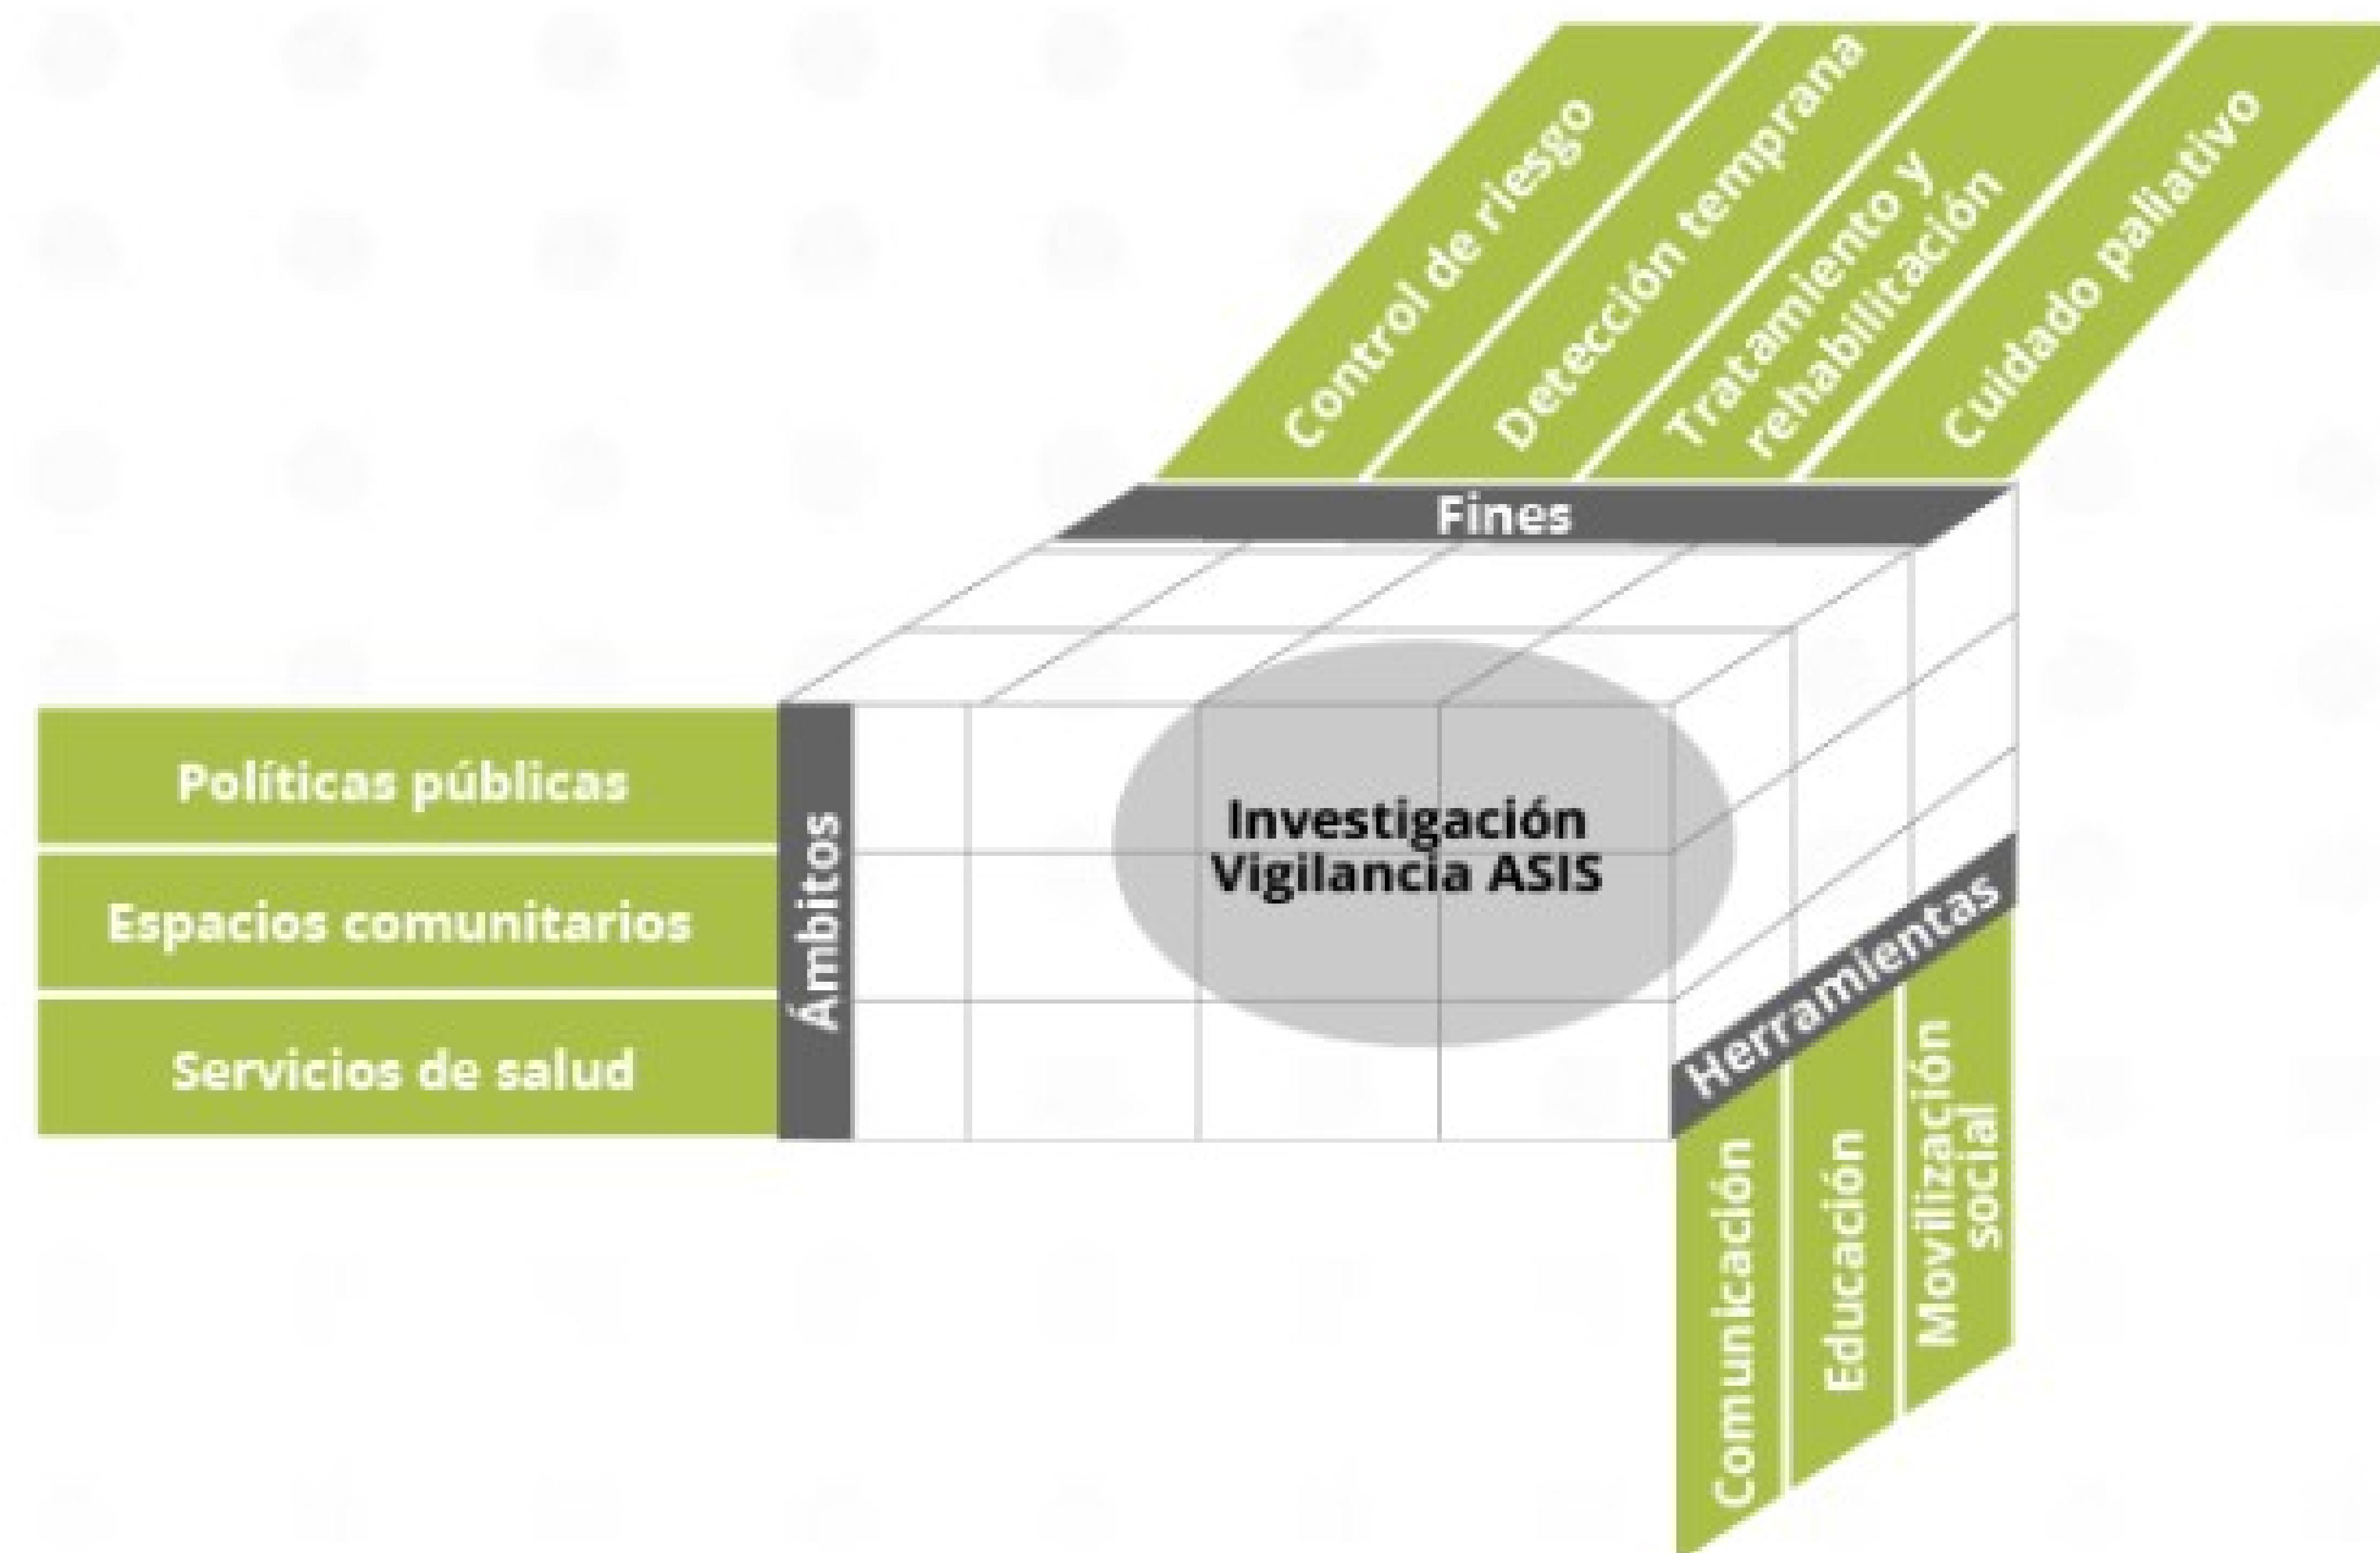 Control de riesgo
Detección temprana
Tratamiento y
rehabilitación
Cuidado paliativo
Fines
Políticas públicas
Espacios comunitarios
Servicios de salud
Ámbitos
Investigación
Vigilancia ASIS
Herramientas
Comunicación
Educación
Movilización
social